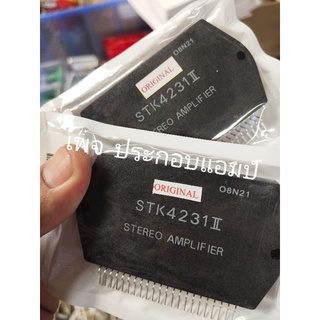 08N21
ORIGINAL
STK4231II
STEREO AMPLIFIER
เพจ ประกอบแอมป์
ORIGINAL
08N21
STK4231II
STEREO AMPLIFIER